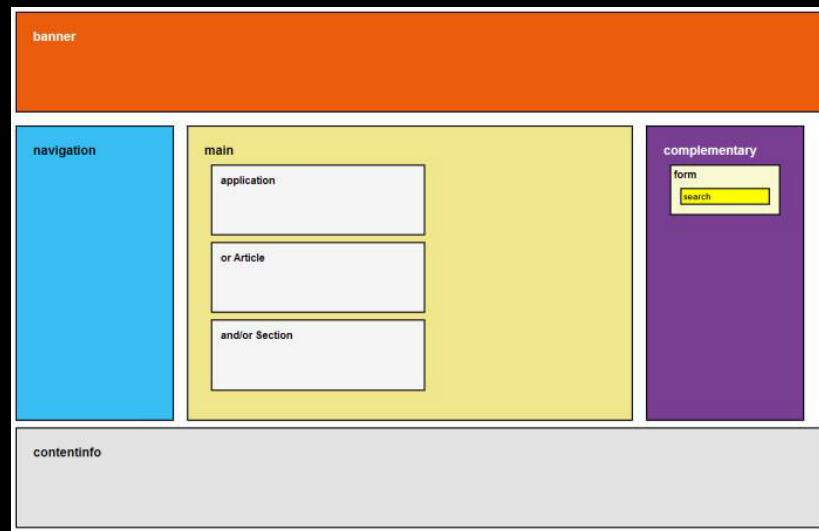 banner
navigation
main
application
or Article
and/or Section
complementary
form
search
contentinfo